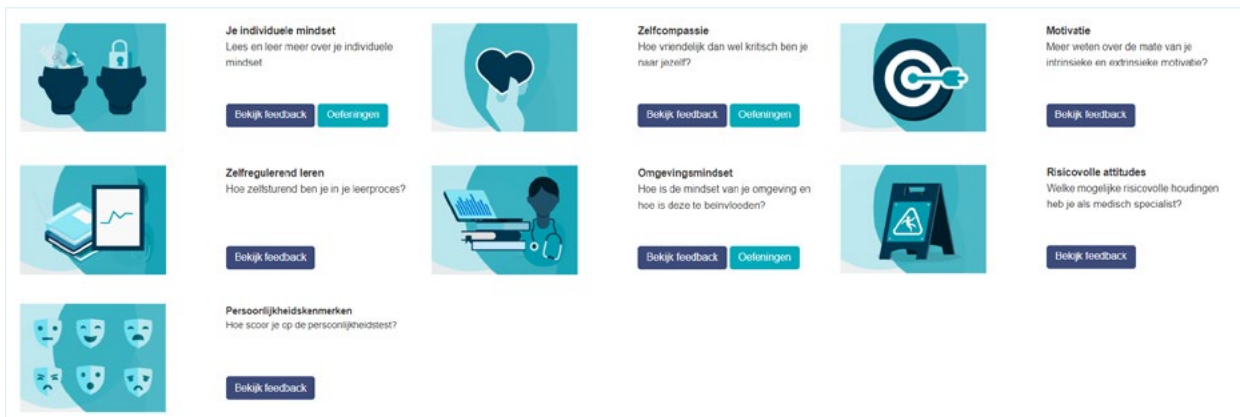 Je individuele mindset
Lees en leer meer over je individuele
mindset
Bekijk feedback
Oefeningen
Zelfcompassie
Hoe vriendelijk dan wel kritisch ben je
naar jezelf?
Bekijk feedback
Oefeningen
Motivatie
Meer weten over de mate van je
intrinsieke en extrinsieke motivatie?
Bekijk feedback
Zelfregulerend leren
Hoe zelfsturend ben je in je leerproces?
Bekijk feedback
Omgevingsmindset
Hoe is de mindset van je omgeving en
hoe is deze te beïnvloeden?
Bekijk feedback
Oefeningen
Risicovolle attitudes
Welke mogelijke risicovolle houdingen
heb je als medisch specialist?
Bekijk feedback
Persoonlijkheidskenmerken
Hoe scoor je op de persoonlijkheidstest?
Bekijk feedback